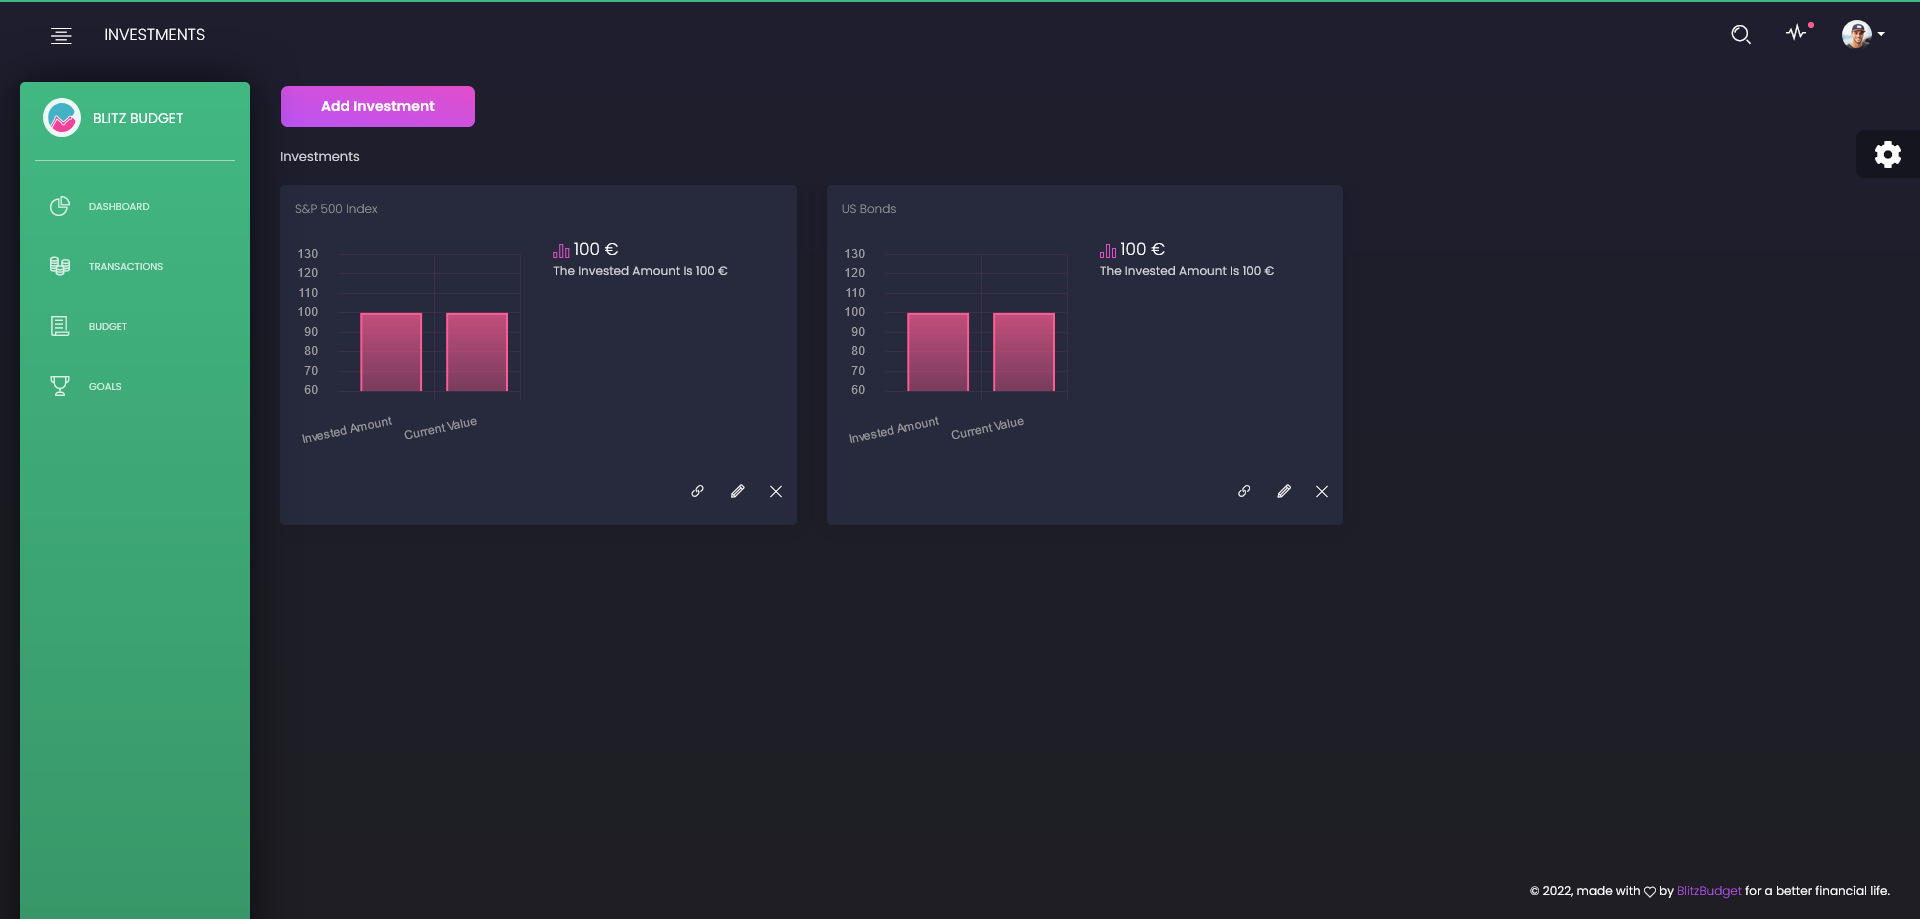 INVESTMENTS
BLITZ BUDGET
DASHBOARD
TRANSACTIONS
BUDGET
GOALS
Add Investment
Investments
S&P 500 Index
130
120
110
100
90
80
70
60
Invested Amount
Current Value
100 €
The Invested Amount Is 100 €
US Bonds
130
120
110
100
90
80
70
60
Invested Amount
Current Value
100 €
The Invested Amount Is 100 €
© 2022, made with ♡ by BlitzBudget for a better financial life.